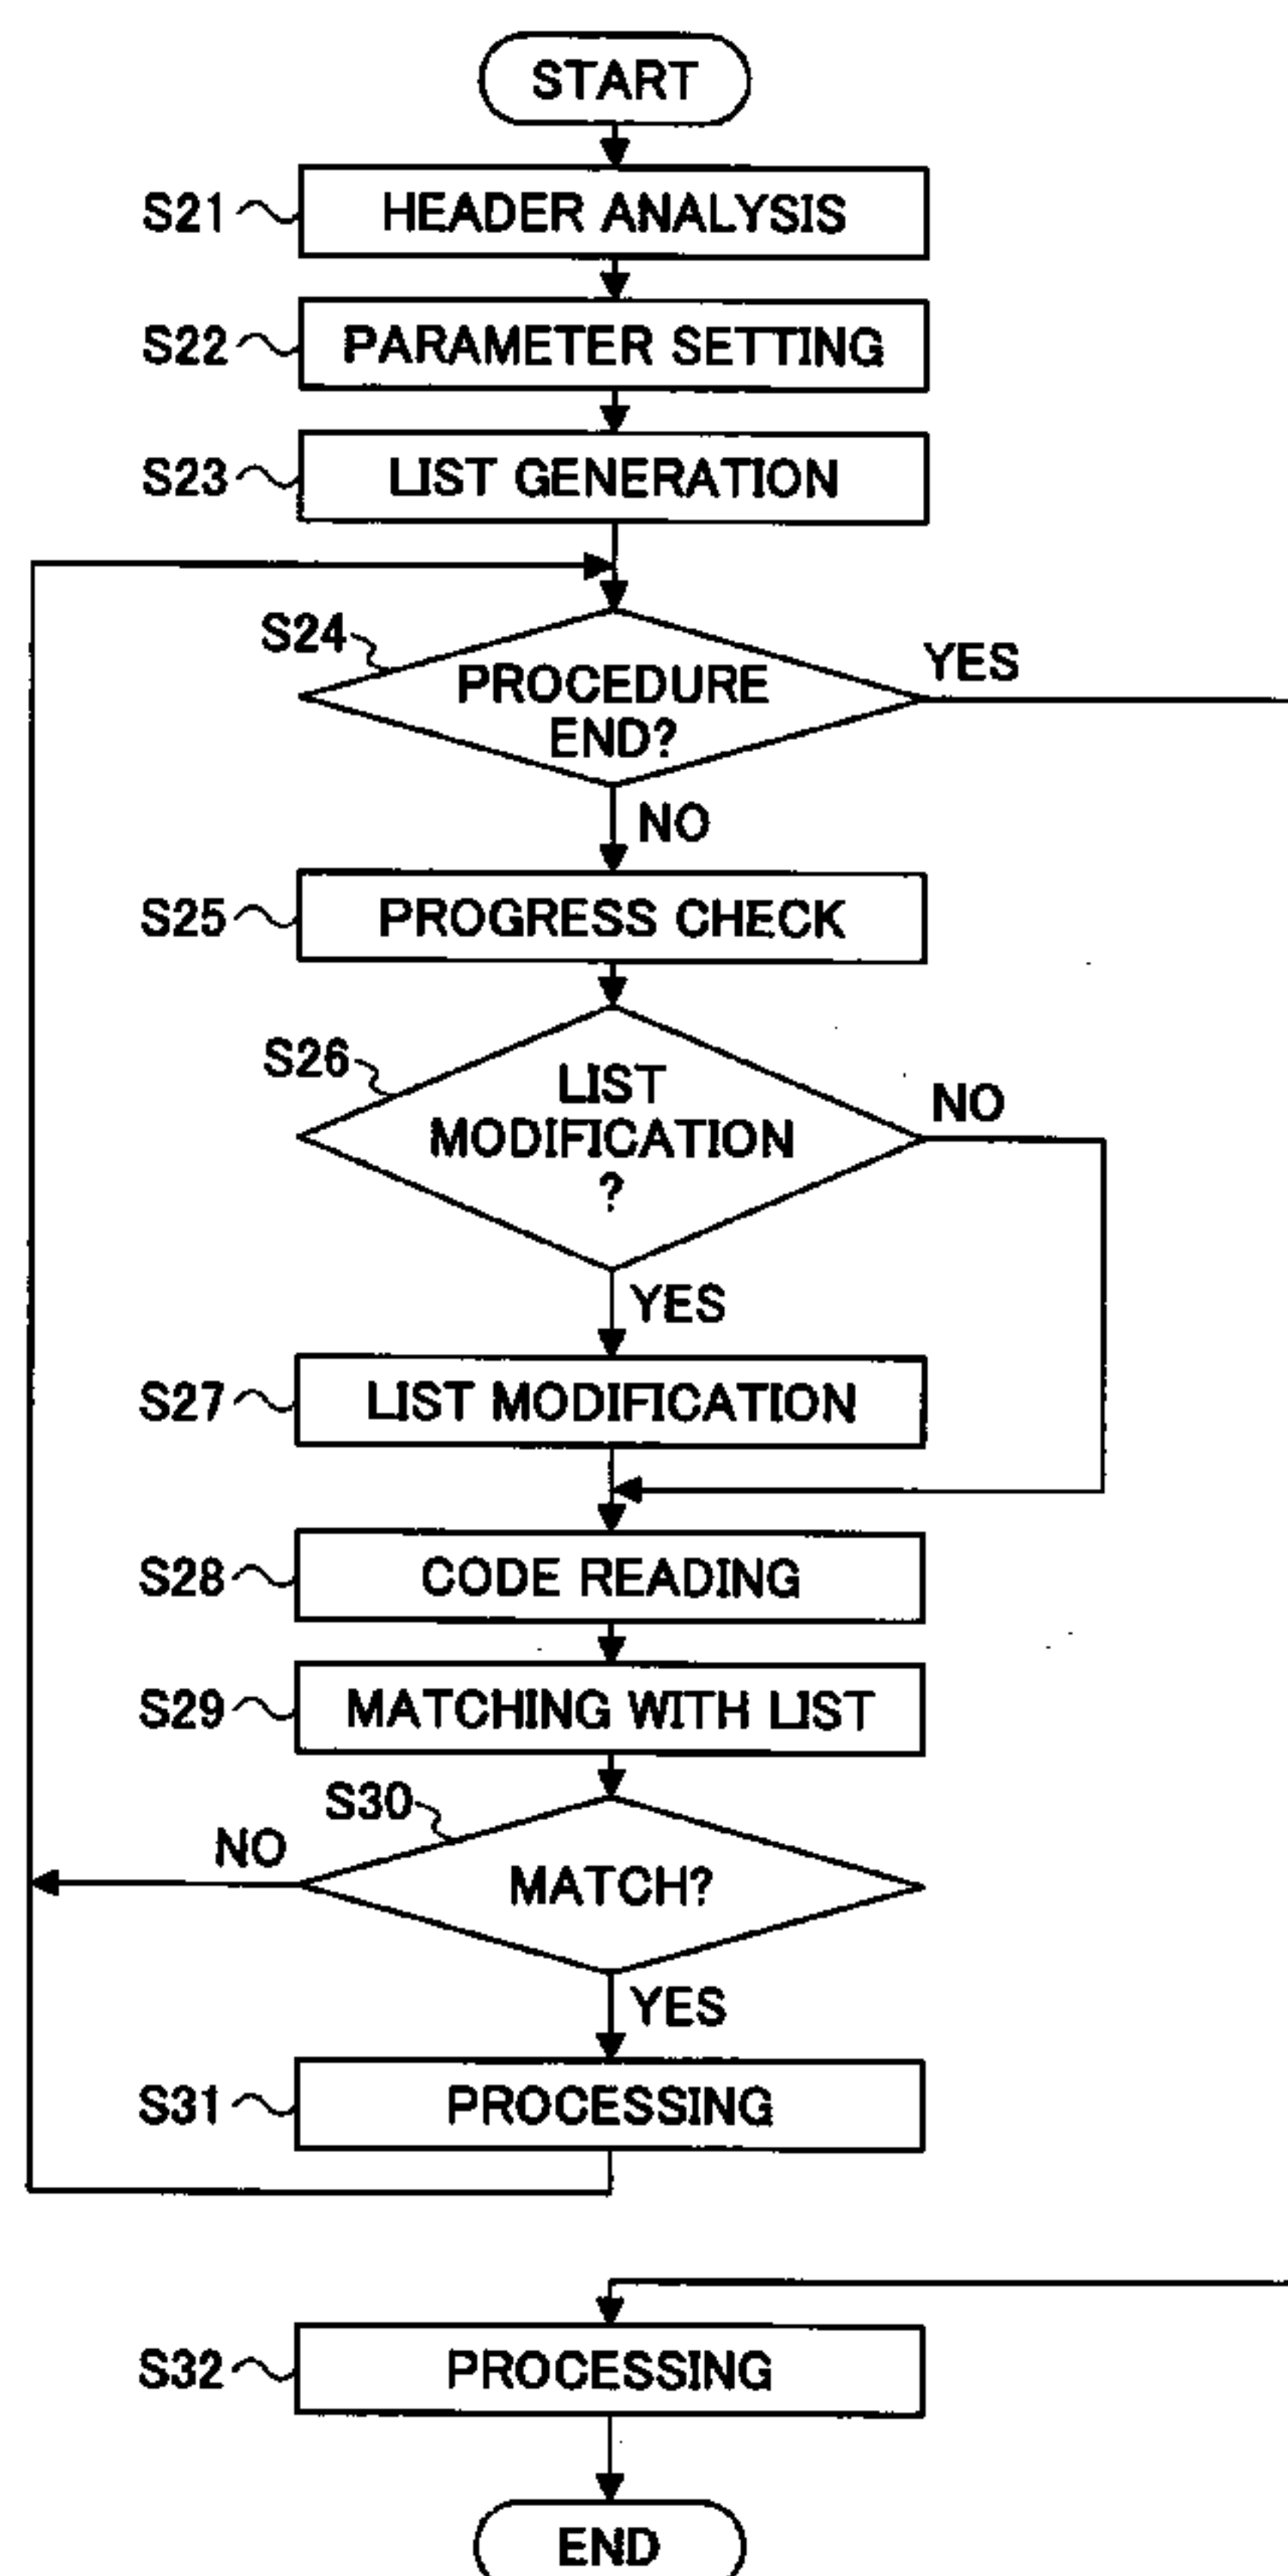 START
S21 HEADER ANALYSIS
S22 PARAMETER SETTING
S23 LIST GENERATION
S24
PROCEDURE
END?
YES
NO
S25 PROGRESS CHECK
S26
LIST
MODIFICATION
?
NO
YES
S27 LIST MODIFICATION
S28 CODE READING
S29 MATCHING WITH LIST
S30
NO
MATCH?
YES
S31 PROCESSING
S32 PROCESSING
END